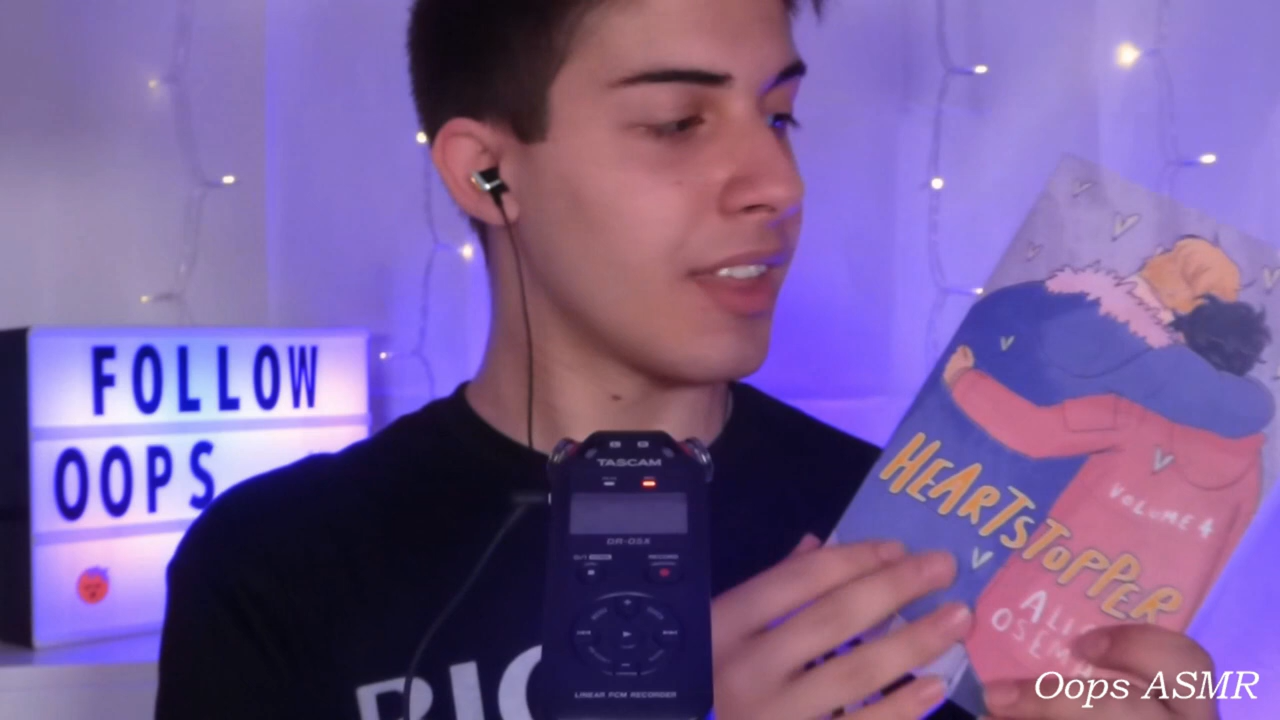 FOLLOW
OOPS
TASCAM
DR-05X
LINEAR PCM RECORDER
HEARTSTOPPER
VOLUME 4
Oops ASMR